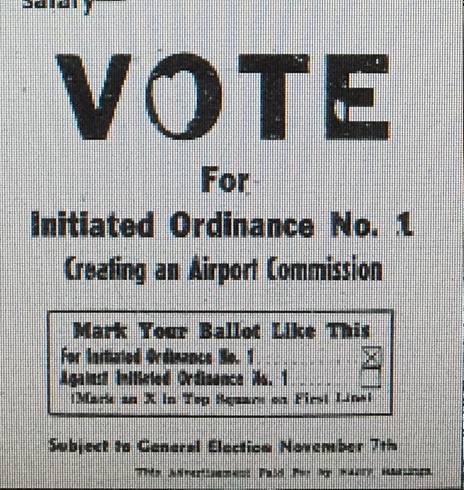 salary
VOTE
For
Initiated Ordinance No. 1
Creating an Airport Commission
Mark Your Ballot Like This
For Initiated Ordinance No. 1 .................... ☒
Against Initiated Ordinance No. 1 ............ ☐
(Mark an X in Top Square on First Line)
Subject to General Election November 7th
This Advertisement Paid For by